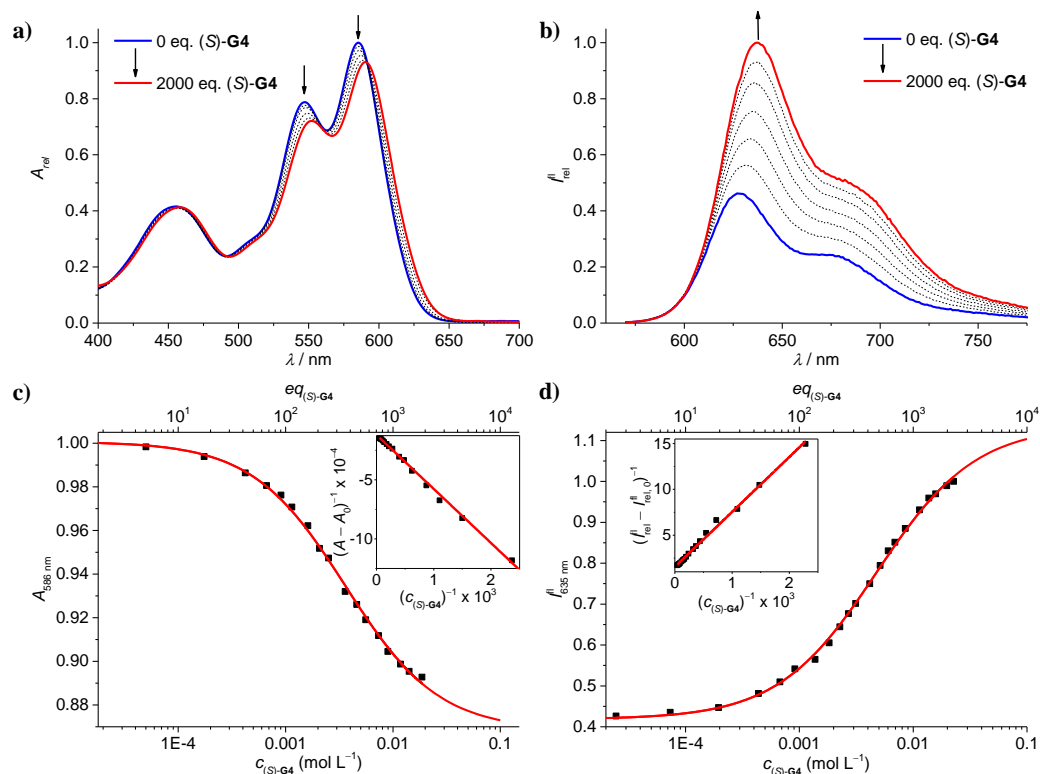 a)
0 eq. (S)-G4
2000 eq. (S)-G4
1.0
0.8
0.6
0.4
0.2
0.0
A_rel
400 450 500 550 600 650 700
λ / nm
b)
0 eq. (S)-G4
2000 eq. (S)-G4
1.0
0.8
0.6
0.4
0.2
0.0
I^fl_rel
600 650 700 750
λ / nm
c)
eq_(S)-G4
10^1 10^2 10^3 10^4
1.00
0.98
0.96
0.94
0.92
0.90
0.88
A_586 nm
1E-4 0.001 0.01 0.1
c_(S)-G4 (mol L^–1)
-5
-10
(A – A_0)^–1 x 10^–4
0 1 2
(c_(S)-G4)^–1 x 10^3
d)
eq_(S)-G4
10^1 10^2 10^3 10^4
1.1
1.0
0.9
0.8
0.7
0.6
0.5
0.4
I^fl_635 nm
1E-4 0.001 0.01 0.1
c_(S)-G4 (mol L^–1)
15
10
5
(I^fl_rel – I^fl_rel,0)^–1
0 1 2
(c_(S)-G4)^–1 x 10^3